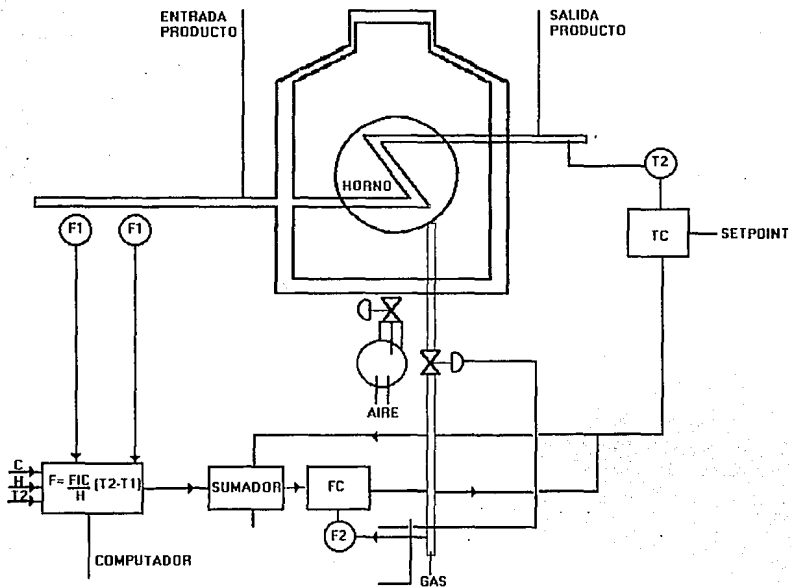 ENTRADA
PRODUCTO
SALIDA
PRODUCTO
HORNO
T2
F1
F1
TC
SETPOINT
AIRE
C
H
T2
F= F1C/H (T2-T1)
SUMADOR
FC
F2
COMPUTADOR
GAS